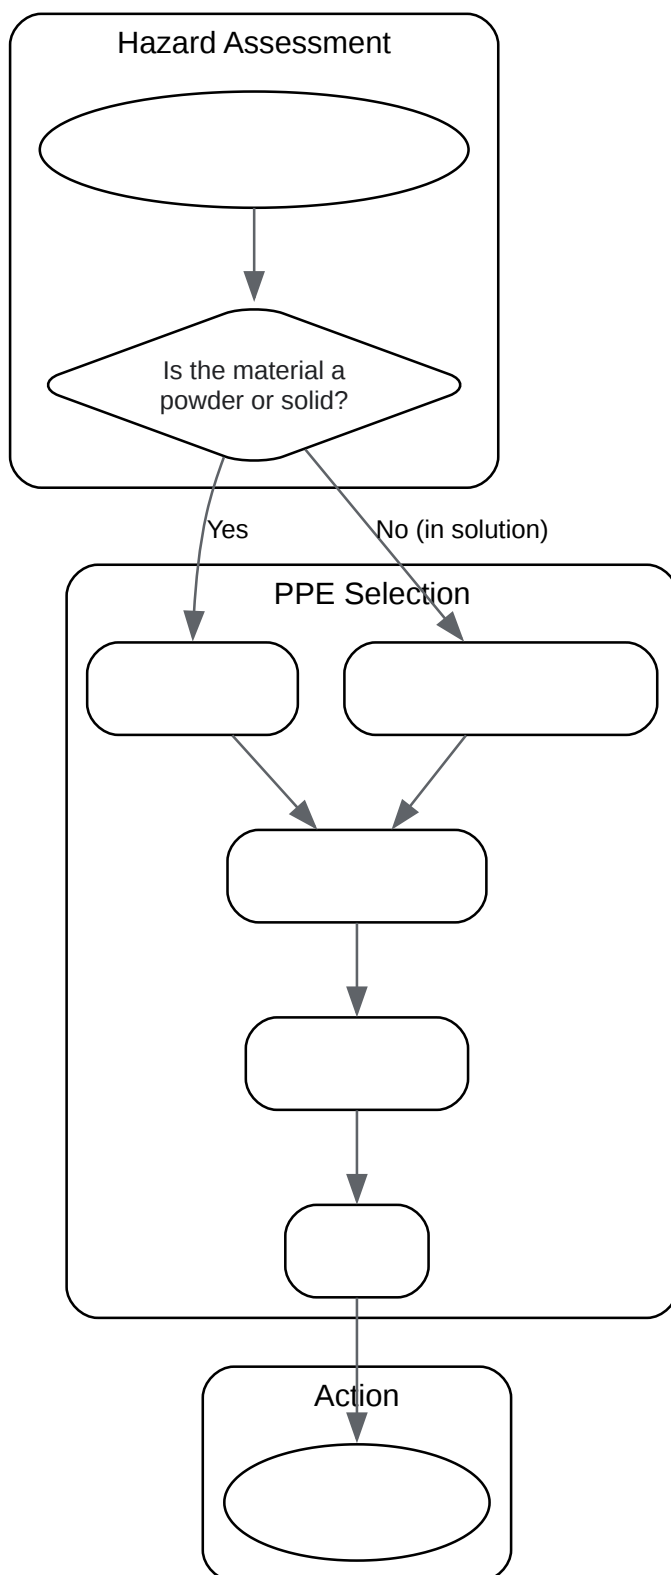 Hazard Assessment
Is the material a
powder or solid?
Yes
No (in solution)
PPE Selection
Action